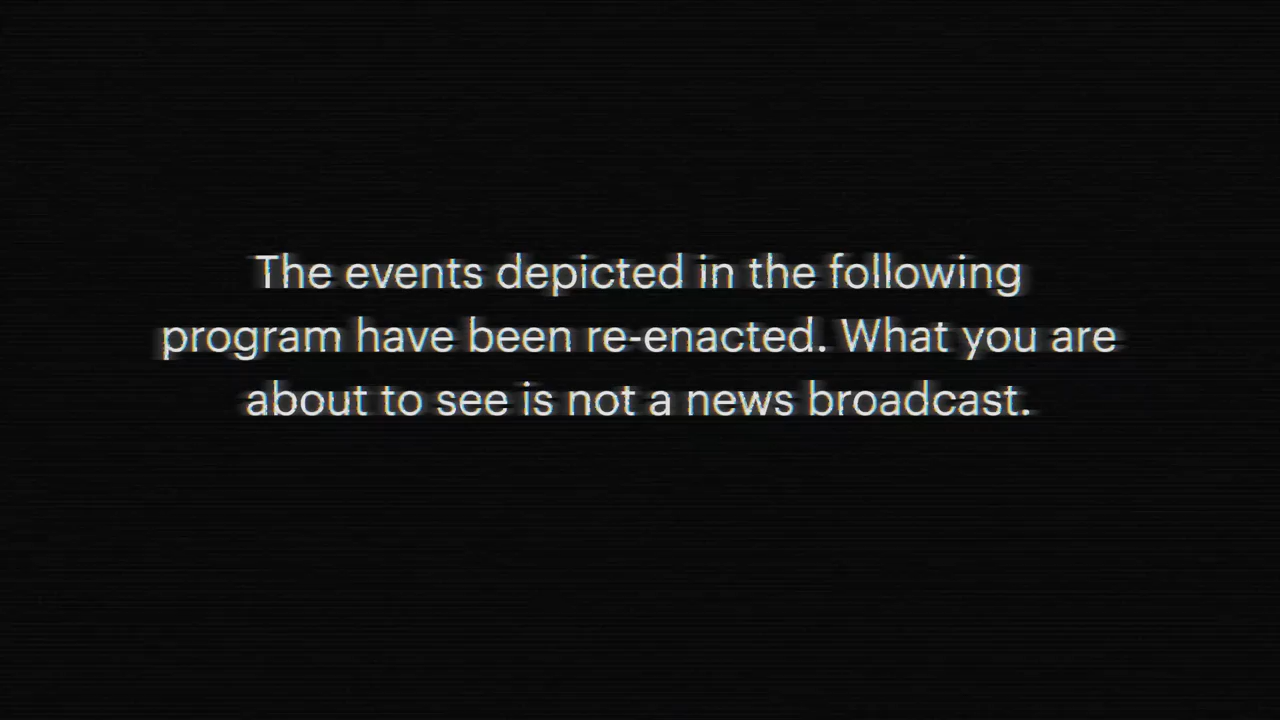 The events depicted in the following
program have been re-enacted. What you are
about to see is not a news broadcast.